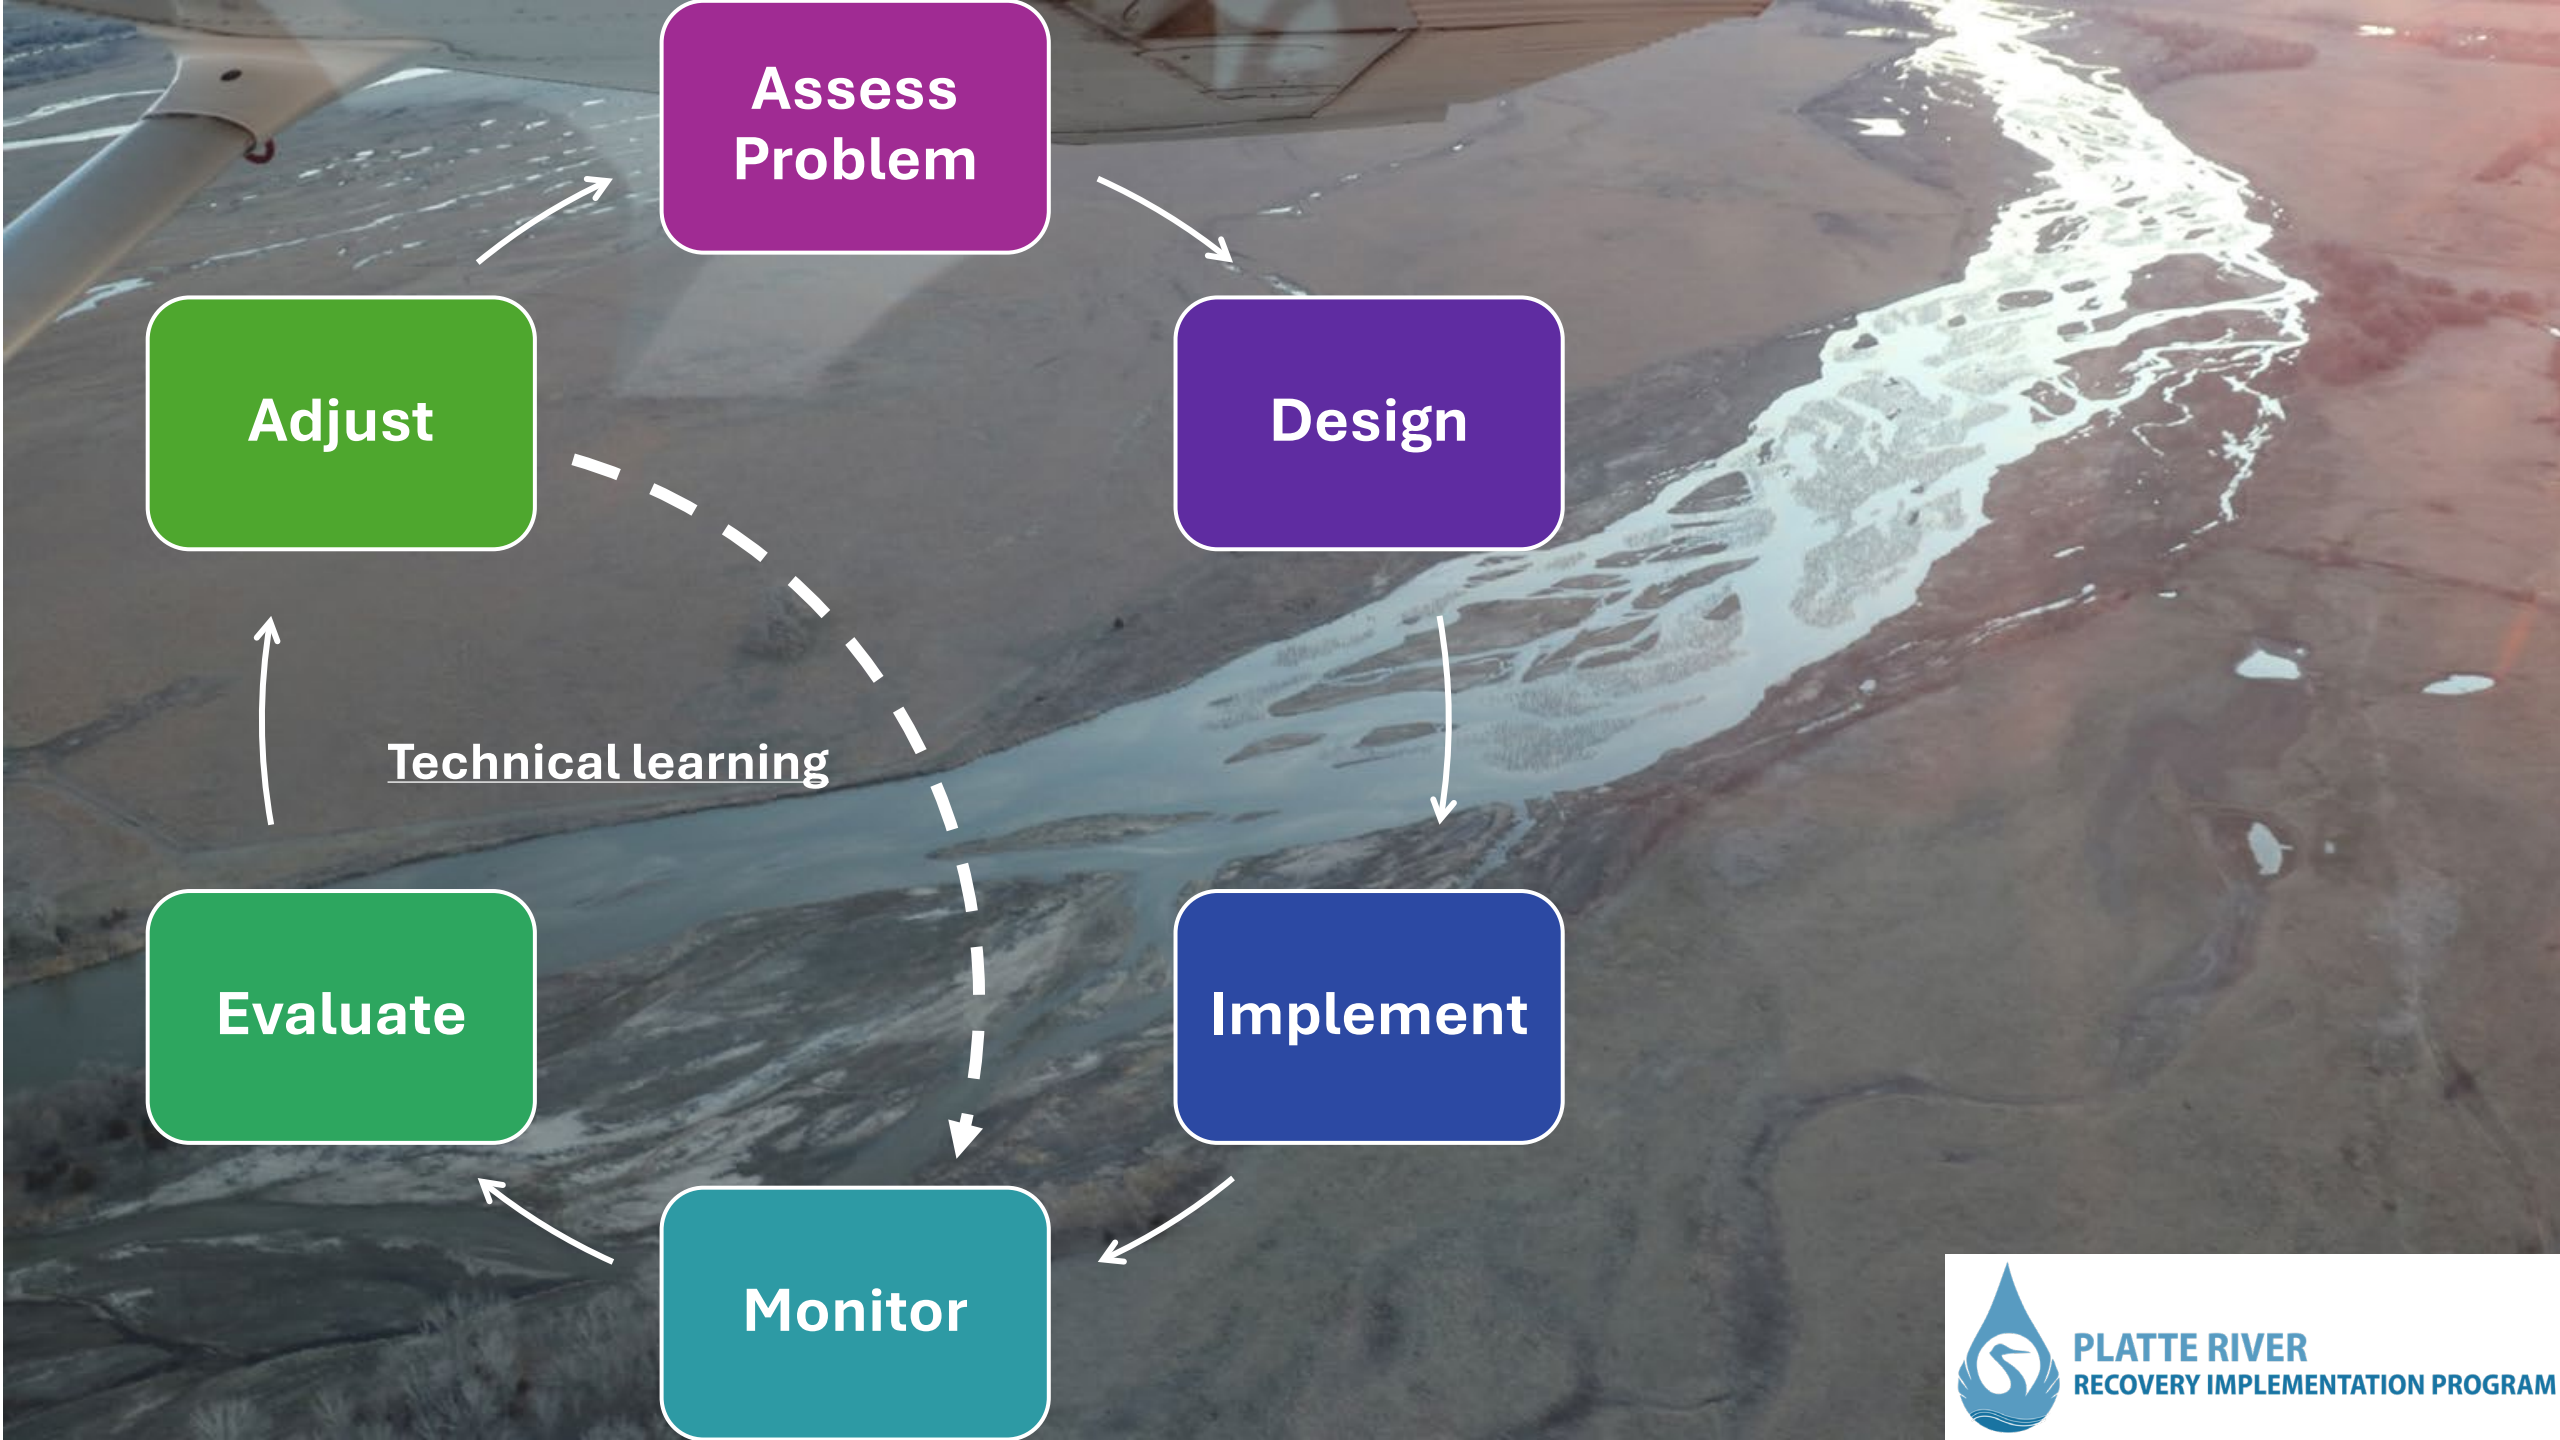 Assess
Problem
Design
Implement
Monitor
Evaluate
Adjust
Technical learning
PLATTE RIVER
RECOVERY IMPLEMENTATION PROGRAM